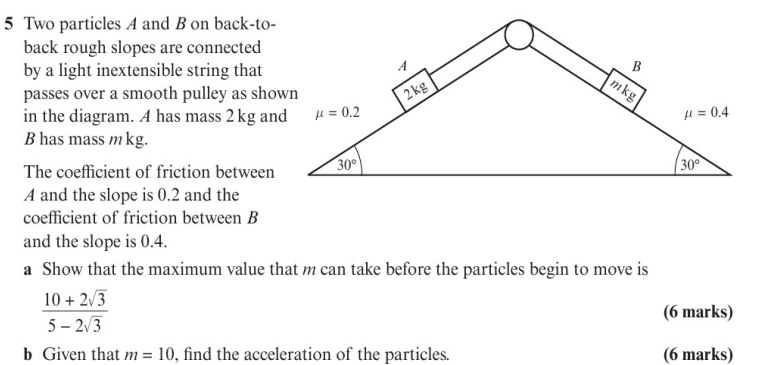 5 Two particles A and B on back-to-
back rough slopes are connected
by a light inextensible string that
passes over a smooth pulley as shown
in the diagram. A has mass 2 kg and
B has mass m kg.
The coefficient of friction between
A and the slope is 0.2 and the
coefficient of friction between B
and the slope is 0.4.
A
2 kg
B
m kg
μ = 0.2
μ = 0.4
30°
30°
a Show that the maximum value that m can take before the particles begin to move is
10 + 2√3
5 – 2√3
(6 marks)
b Given that m = 10, find the acceleration of the particles. (6 marks)